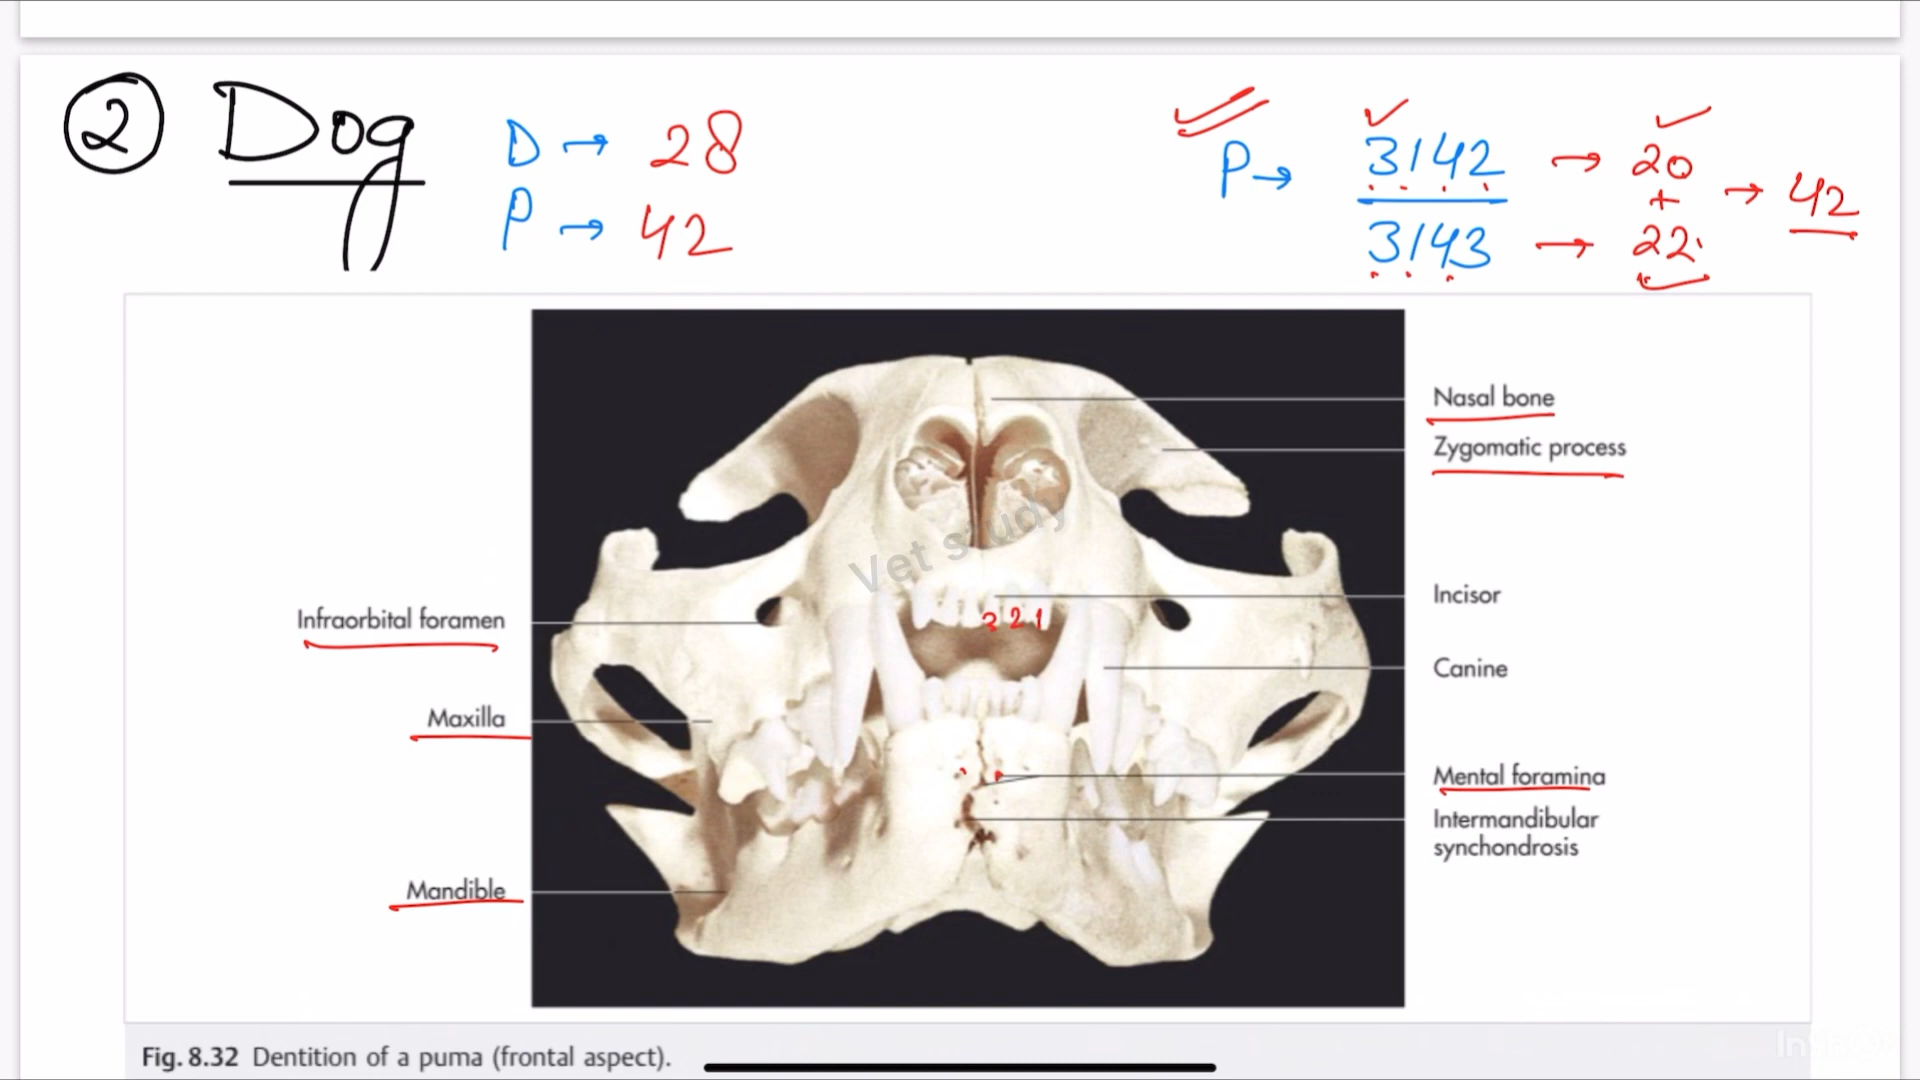 ② Dog
D → 28
P → 42
P → 3142 → 20
+ → 42
3143 → 22
Nasal bone
Zygomatic process
Vet study
Incisor
3 2 1
Infraorbital foramen
Canine
Maxilla
Mental foramina
Intermandibular
synchondrosis
Mandible
Fig. 8.32 Dentition of a puma (frontal aspect).